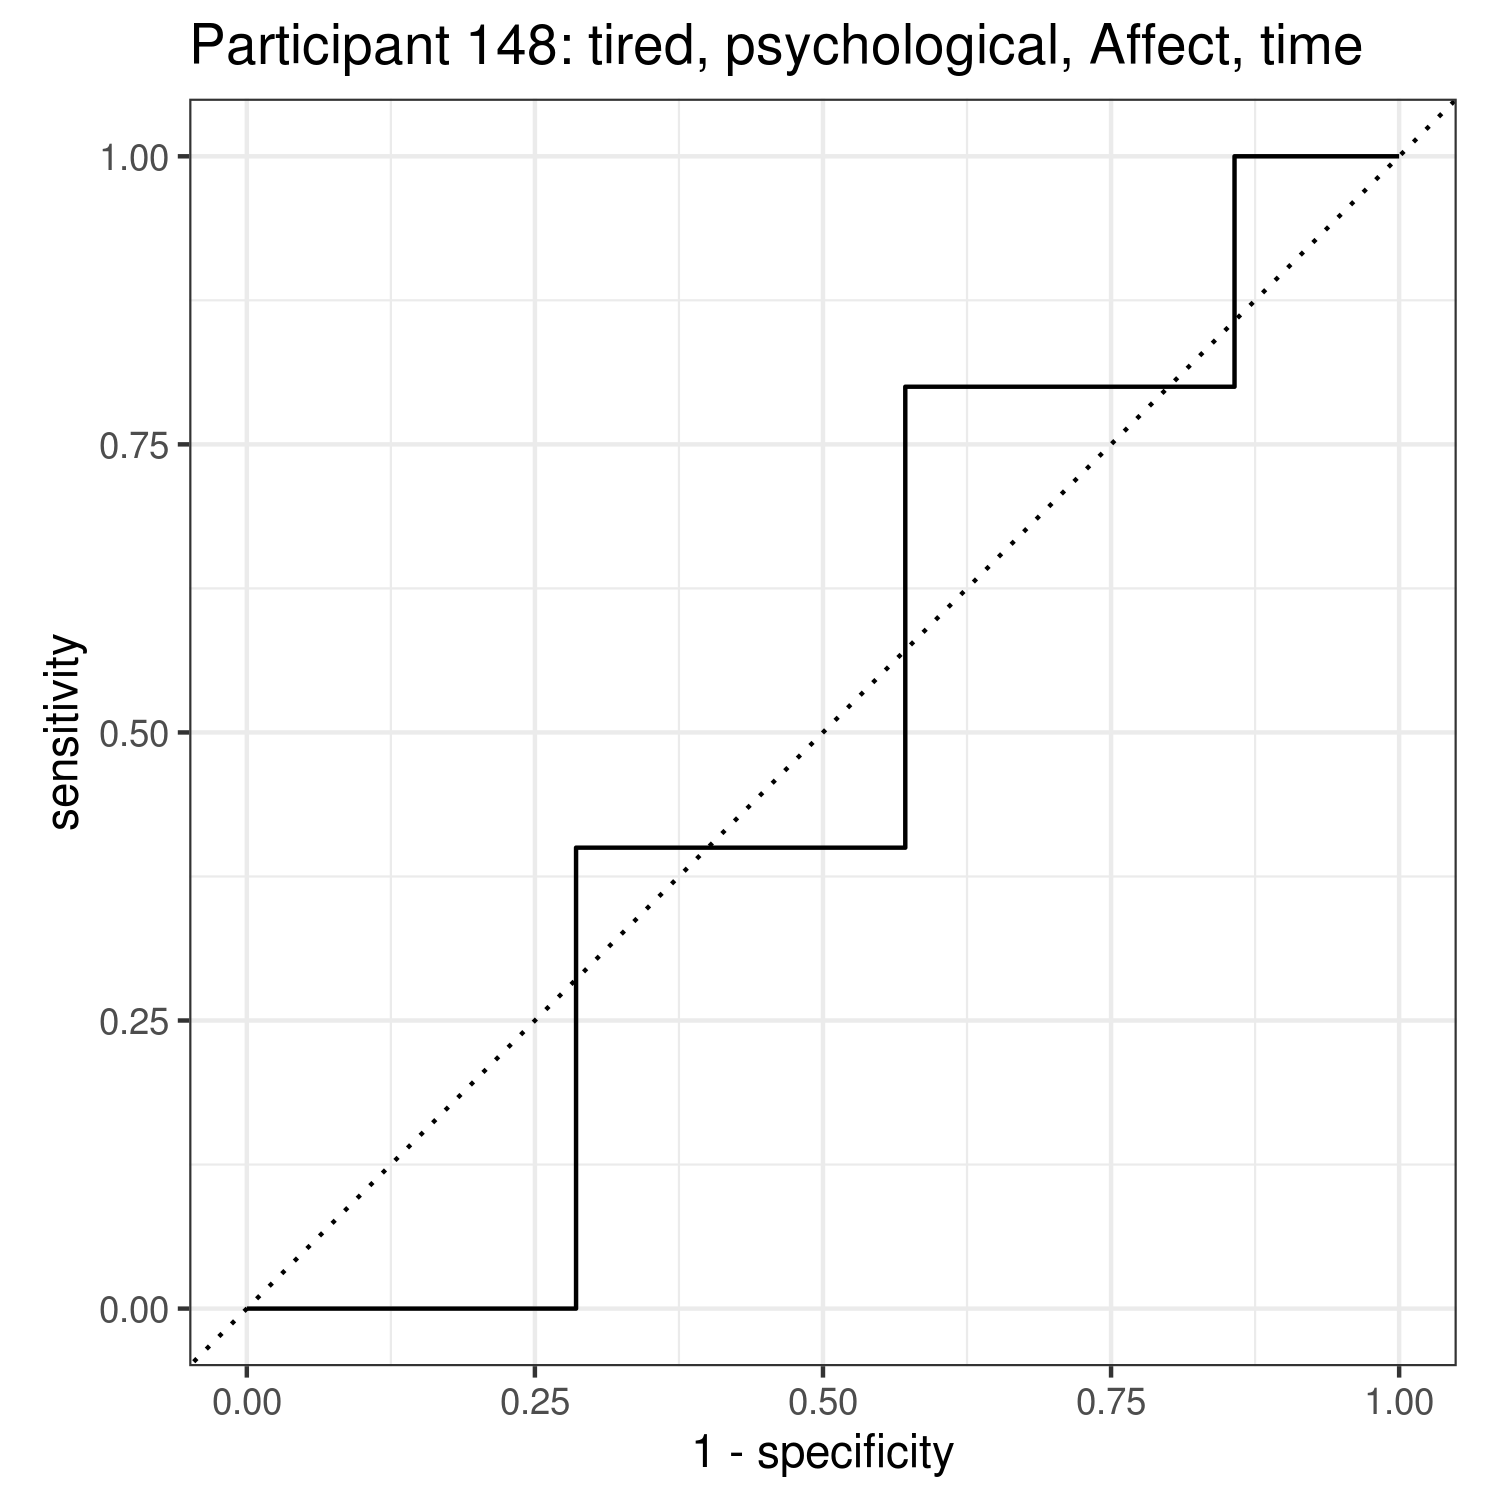 Participant 148: tired, psychological, Affect, time
1.00
0.75
0.50
0.25
0.00
sensitivity
0.00 0.25 0.50 0.75 1.00
1 - specificity